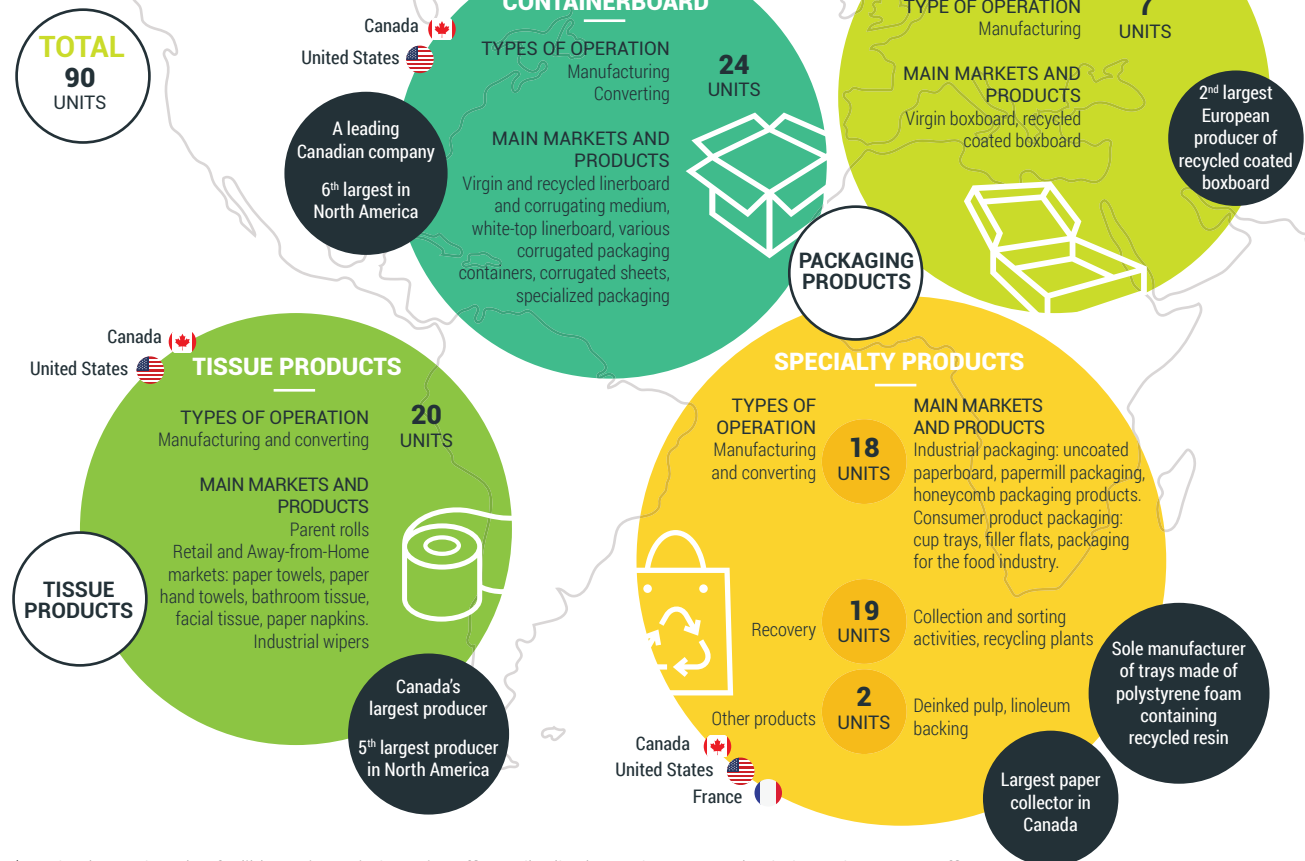 TOTAL
90
UNITS
Canada
United States
CONTAINERBOARD
TYPES OF OPERATION
Manufacturing
Converting
24
UNITS
MAIN MARKETS AND
PRODUCTS
Virgin and recycled linerboard
and corrugating medium,
white-top linerboard, various
corrugated packaging
containers, corrugated sheets,
specialized packaging
A leading
Canadian company
6th largest in
North America
TYPE OF OPERATION
Manufacturing
7
UNITS
MAIN MARKETS AND
PRODUCTS
Virgin boxboard, recycled
coated boxboard
2nd largest
European
producer of
recycled coated
boxboard
PACKAGING
PRODUCTS
Canada
United States
TISSUE PRODUCTS
TYPES OF OPERATION
Manufacturing and converting
20
UNITS
MAIN MARKETS AND
PRODUCTS
Parent rolls
Retail and Away-from-Home
markets: paper towels, paper
hand towels, bathroom tissue,
facial tissue, paper napkins.
Industrial wipers
TISSUE
PRODUCTS
Canada's
largest producer
5th largest producer
in North America
SPECIALTY PRODUCTS
TYPES OF
OPERATION
Manufacturing
and converting
18
UNITS
MAIN MARKETS
AND PRODUCTS
Industrial packaging: uncoated
paperboard, papermill packaging,
honeycomb packaging products.
Consumer product packaging:
cup trays, filler flats, packaging
for the food industry.
Recovery
19
UNITS
Collection and sorting
activities, recycling plants
Other products
2
UNITS
Deinked pulp, linoleum
backing
Canada
United States
France
Sole manufacturer
of trays made of
polystyrene foam
containing
recycled resin
Largest paper
collector in
Canada